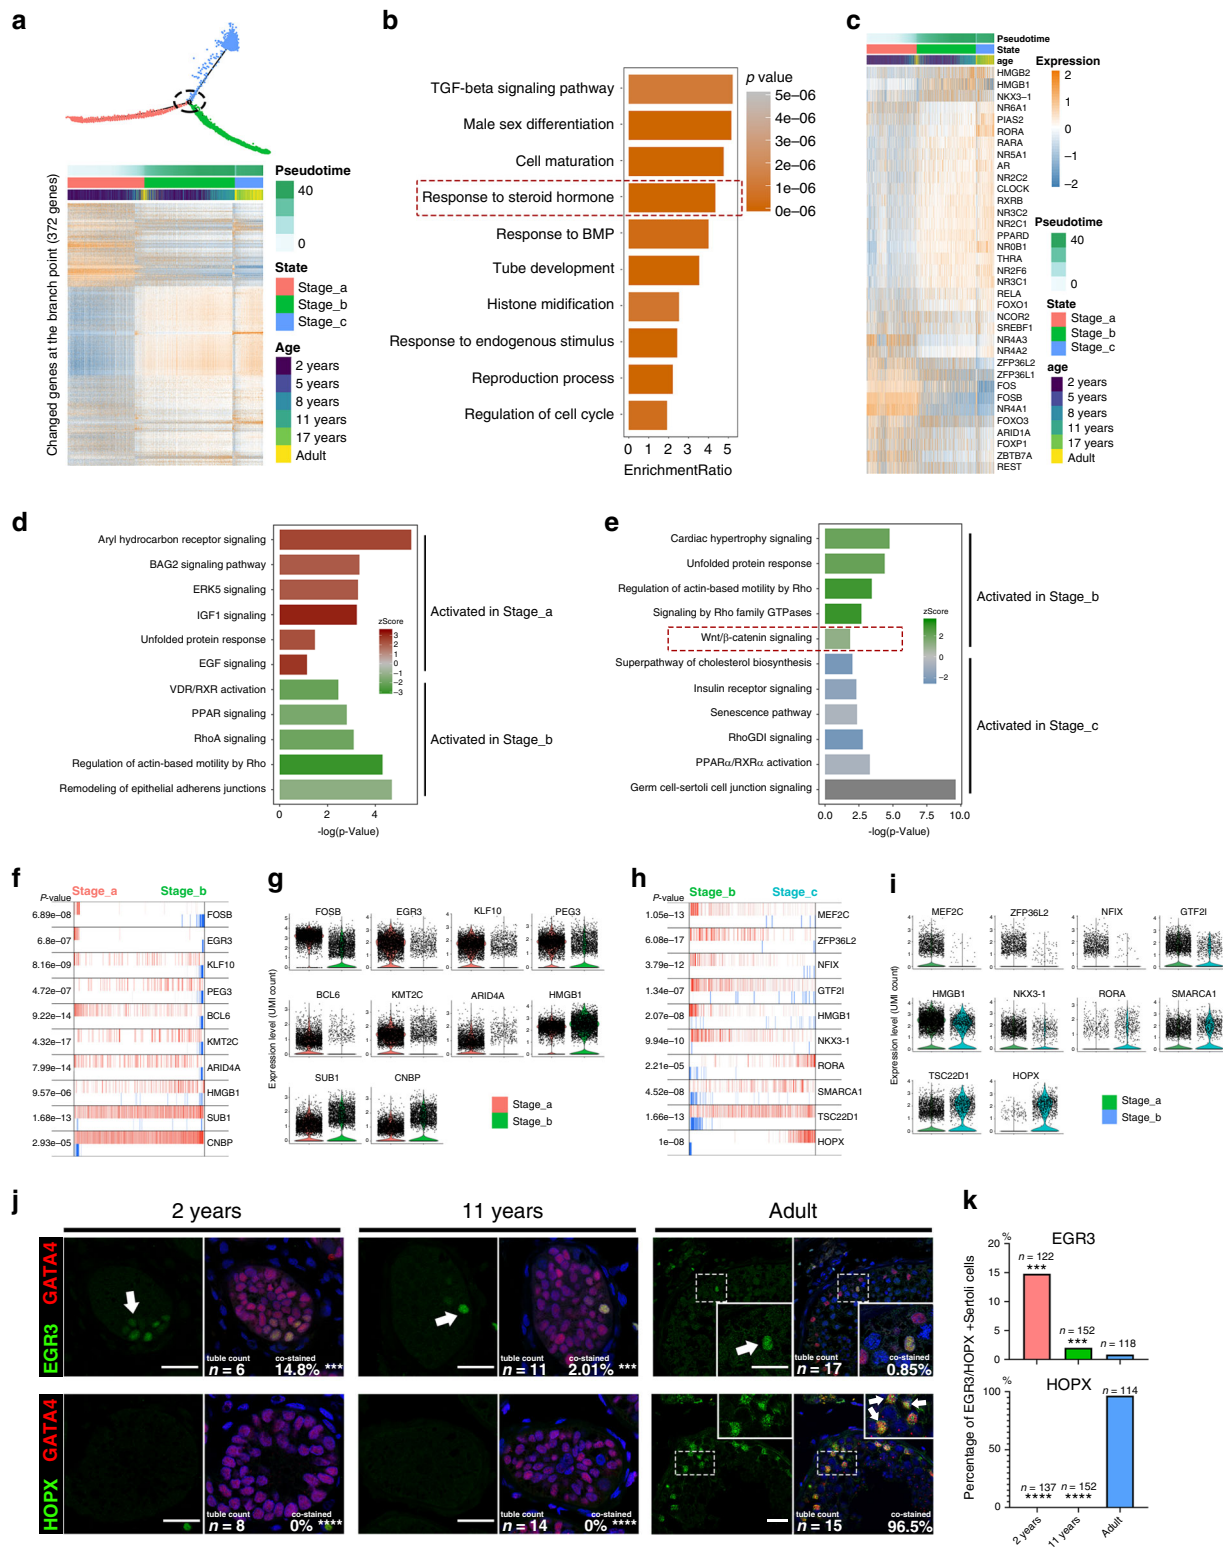 a
Pseudotime
40
0
State
Stage_a
Stage_b
Stage_c
Age
2 years
5 years
8 years
11 years
17 years
Adult
Changed genes at the branch point (372 genes)
b
TGF-beta signaling pathway
Male sex differentiation
Cell maturation
Response to steroid hormone
Response to BMP
Tube development
Histone midification
Response to endogenous stimulus
Reproduction process
Regulation of cell cycle
0 1 2 3 4 5
EnrichmentRatio
p value
5e–06
4e–06
3e–06
2e–06
1e–06
0e–06
c
Pseudotime
State
age
HMGB2
HMGB1
NKX3–1
NR6A1
PIAS2
RORA
RARA
NR5A1
AR
NR2C2
CLOCK
RXRB
NR3C2
NR2C1
PPARD
NR0B1
THRA
NR2F6
NR3C1
RELA
FOXO1
NCOR2
SREBF1
NR4A3
NR4A2
ZFP36L2
ZFP36L1
FOS
FOSB
NR4A1
FOXO3
ARID1A
FOXP1
ZBTB7A
REST
Expression
2
1
0
–1
–2
Pseudotime
40
0
State
Stage_a
Stage_b
Stage_c
age
2 years
5 years
8 years
11 years
17 years
Adult
d
Aryl hydrocarbon receptor signaling
BAG2 signaling pathway
ERK5 signaling
IGF1 signaling
Unfolded protein response
EGF signaling
VDR/RXR activation
PPAR signaling
RhoA signaling
Regulation of actin-based motility by Rho
Remodeling of epithelial adherens junctions
0 2 4
-log(p-Value)
zScore
3
2
1
0
–1
–2
–3
Activated in Stage_a
Activated in Stage_b
e
Cardiac hypertrophy signaling
Unfolded protein response
Regulation of actin-based motility by Rho
Signaling by Rho family GTPases
Wnt/β-catenin signaling
Superpathway of cholesterol biosynthesis
Insulin receptor signaling
Senescence pathway
RhoGDI signaling
PPARα/RXRα activation
Germ cell-sertoli cell junction signaling
0.0 2.5 5.0 7.5 10.0
-log(p-Value)
zScore
2
0
–2
Activated in Stage_b
Activated in Stage_c
f
P-value
Stage_a Stage_b
6.89e–08 FOSB
6.8e–07 EGR3
8.16e–09 KLF10
4.72e–07 PEG3
9.22e–14 BCL6
4.32e–17 KMT2C
7.99e–14 ARID4A
9.57e–06 HMGB1
1.68e–13 SUB1
2.93e–05 CNBP
g
Expression level (UMI count)
FOSB EGR3 KLF10 PEG3
BCL6 KMT2C ARID4A HMGB1
SUB1 CNBP
Stage_a
Stage_b
h
P-value
Stage_b Stage_c
1.05e–13 MEF2C
6.08e–17 ZFP36L2
3.79e–12 NFIX
1.34e–07 GTF2I
2.07e–08 HMGB1
9.94e–10 NKX3-1
2.21e–05 RORA
4.52e–08 SMARCA1
1.66e–13 TSC22D1
1e–08 HOPX
i
Expression level (UMI count)
MEF2C ZFP36L2 NFIX GTF2I
HMGB1 NKX3-1 RORA SMARCA1
TSC22D1 HOPX
Stage_a
Stage_b
j
2 years 11 years Adult
EGR3 GATA4
tuble count co-stained
n = 6 14.8% ***
tuble count co-stained
n = 11 2.01% ***
tuble count co-stained
n = 17 0.85%
HOPX GATA4
tuble count co-stained
n = 8 0% ****
tuble count co-stained
n = 14 0% ****
tuble count co-stained
n = 15 96.5%
k
Percentage of EGR3/HOPX +Sertoli cells
%
EGR3
20
15
10
5
0
n = 122
***
n = 152
***
n = 118
%
HOPX
100
50
0
n = 137
****
n = 152
****
n = 114
2 years
11 years
Adult